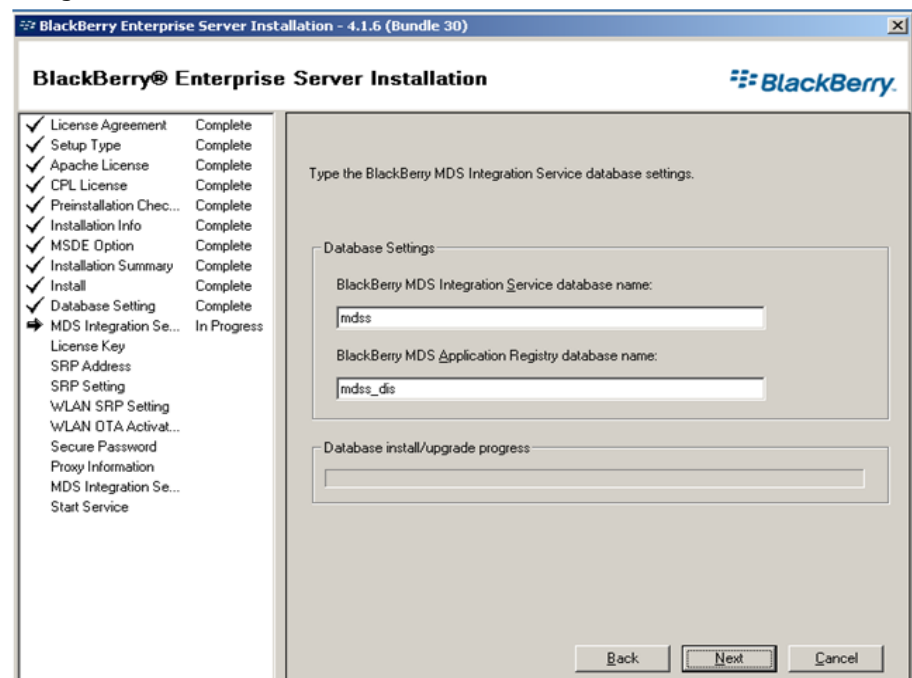 BlackBerry Enterprise Server Installation - 4.1.6 (Bundle 30)
BlackBerry® Enterprise Server Installation
BlackBerry.
License Agreement Complete
Setup Type Complete
Apache License Complete
CPL License Complete
Preinstallation Chec... Complete
Installation Info Complete
MSDE Option Complete
Installation Summary Complete
Install Complete
Database Setting Complete
MDS Integration Se... In Progress
License Key
SRP Address
SRP Setting
WLAN SRP Setting
WLAN OTA Activat...
Secure Password
Proxy Information
MDS Integration Se...
Start Service
Type the BlackBerry MDS Integration Service database settings.
Database Settings
BlackBerry MDS Integration Service database name:
mdss
BlackBerry MDS Application Registry database name:
mdss_dis
Database install/upgrade progress
Back Next Cancel